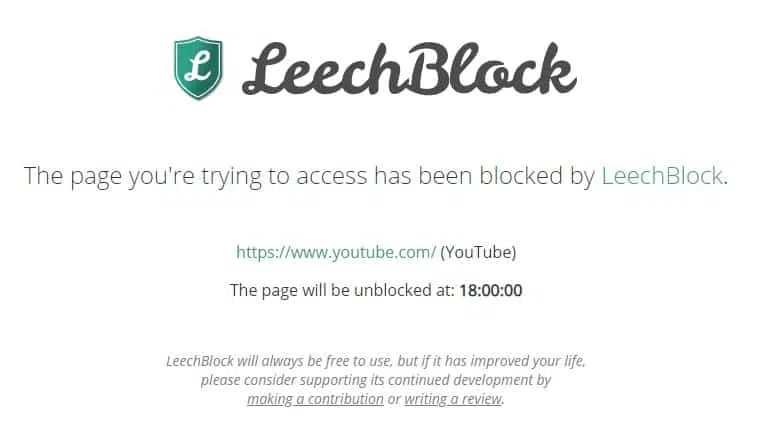 L LeechBlock
The page you're trying to access has been blocked by LeechBlock.
https://www.youtube.com/ (YouTube)
The page will be unblocked at: 18:00:00
LeechBlock will always be free to use, but if it has improved your life,
please consider supporting its continued development by
making a contribution or writing a review.